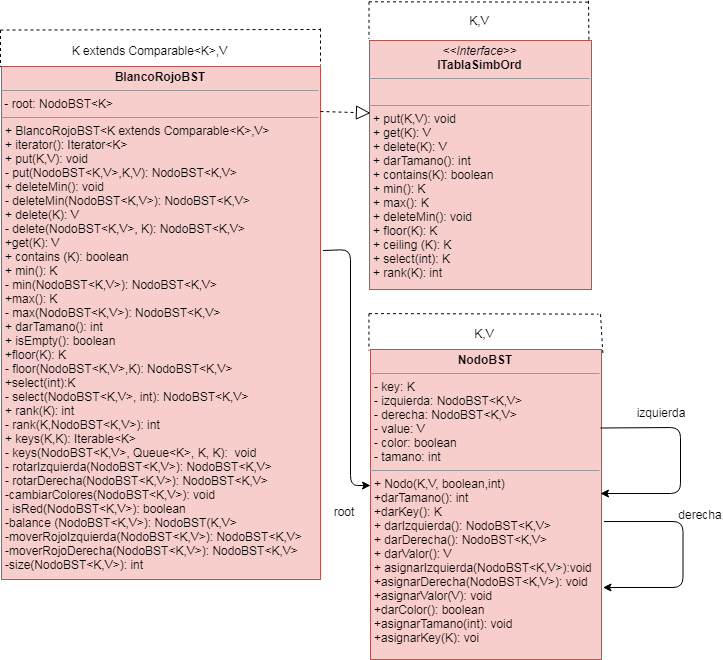 K extends Comparable<K>,V
BlancoRojoBST
- root: NodoBST<K>
+ BlancoRojoBST<K extends Comparable<K>,V>
+ iterator(): Iterator<K>
+ put(K,V): void
- put(NodoBST<K,V>,K,V): NodoBST<K,V>
+ deleteMin(): void
- deleteMin(NodoBST<K,V>): NodoBST<K,V>
+ delete(K): V
- delete(NodoBST<K,V>, K): NodoBST<K,V>
+get(K): V
+ contains (K): boolean
+ min(): K
- min(NodoBST<K,V>): NodoBST<K,V>
+max(): K
- max(NodoBST<K,V>): NodoBST<K,V>
+ darTamano(): int
+ isEmpty(): boolean
+floor(K): K
- floor(NodoBST<K,V>,K): NodoBST<K,V>
+select(int):K
- select(NodoBST<K,V>, int): NodoBST<K,V>
+ rank(K): int
- rank(K,NodoBST<K,V>): int
+ keys(K,K): Iterable<K>
- keys(NodoBST<K,V>, Queue<K>, K, K): void
- rotarIzquierda(NodoBST<K,V>): NodoBST<K,V>
- rotarDerecha(NodoBST<K,V>): NodoBST<K,V>
-cambiarColores(NodoBST<K,V>): void
- isRed(NodoBST<K,V>): boolean
-balance (NodoBST<K,V>): NodoBST(K,V>
-moverRojoIzquierda(NodoBST<K,V>): NodoBST<K,V>
-moverRojoDerecha(NodoBST<K,V>): NodoBST<K,V>
-size(NodoBST<K,V>): int
K,V
<<Interface>>
ITablaSimbOrd
+ put(K,V): void
+ get(K): V
+ delete(K): V
+ darTamano(): int
+ contains(K): boolean
+ min(): K
+ max(): K
+ deleteMin(): void
+ floor(K): K
+ ceiling (K): K
+ select(int): K
+ rank(K): int
K,V
NodoBST
- key: K
- izquierda: NodoBST<K,V>
- derecha: NodoBST<K,V>
- value: V
- color: boolean
- tamano: int
+ Nodo(K,V, boolean,int)
+darTamano(): int
+darKey(): K
+ darIzquierda(): NodoBST<K,V>
+ darDerecha(): NodoBST<K,V>
+ darValor(): V
+ asignarIzquierda(NodoBST<K,V>):void
+asignarDerecha(NodoBST<K,V>): void
+asignarValor(V): void
+darColor(): boolean
+asignarTamano(int): void
+asignarKey(K): voi
root
izquierda
derecha